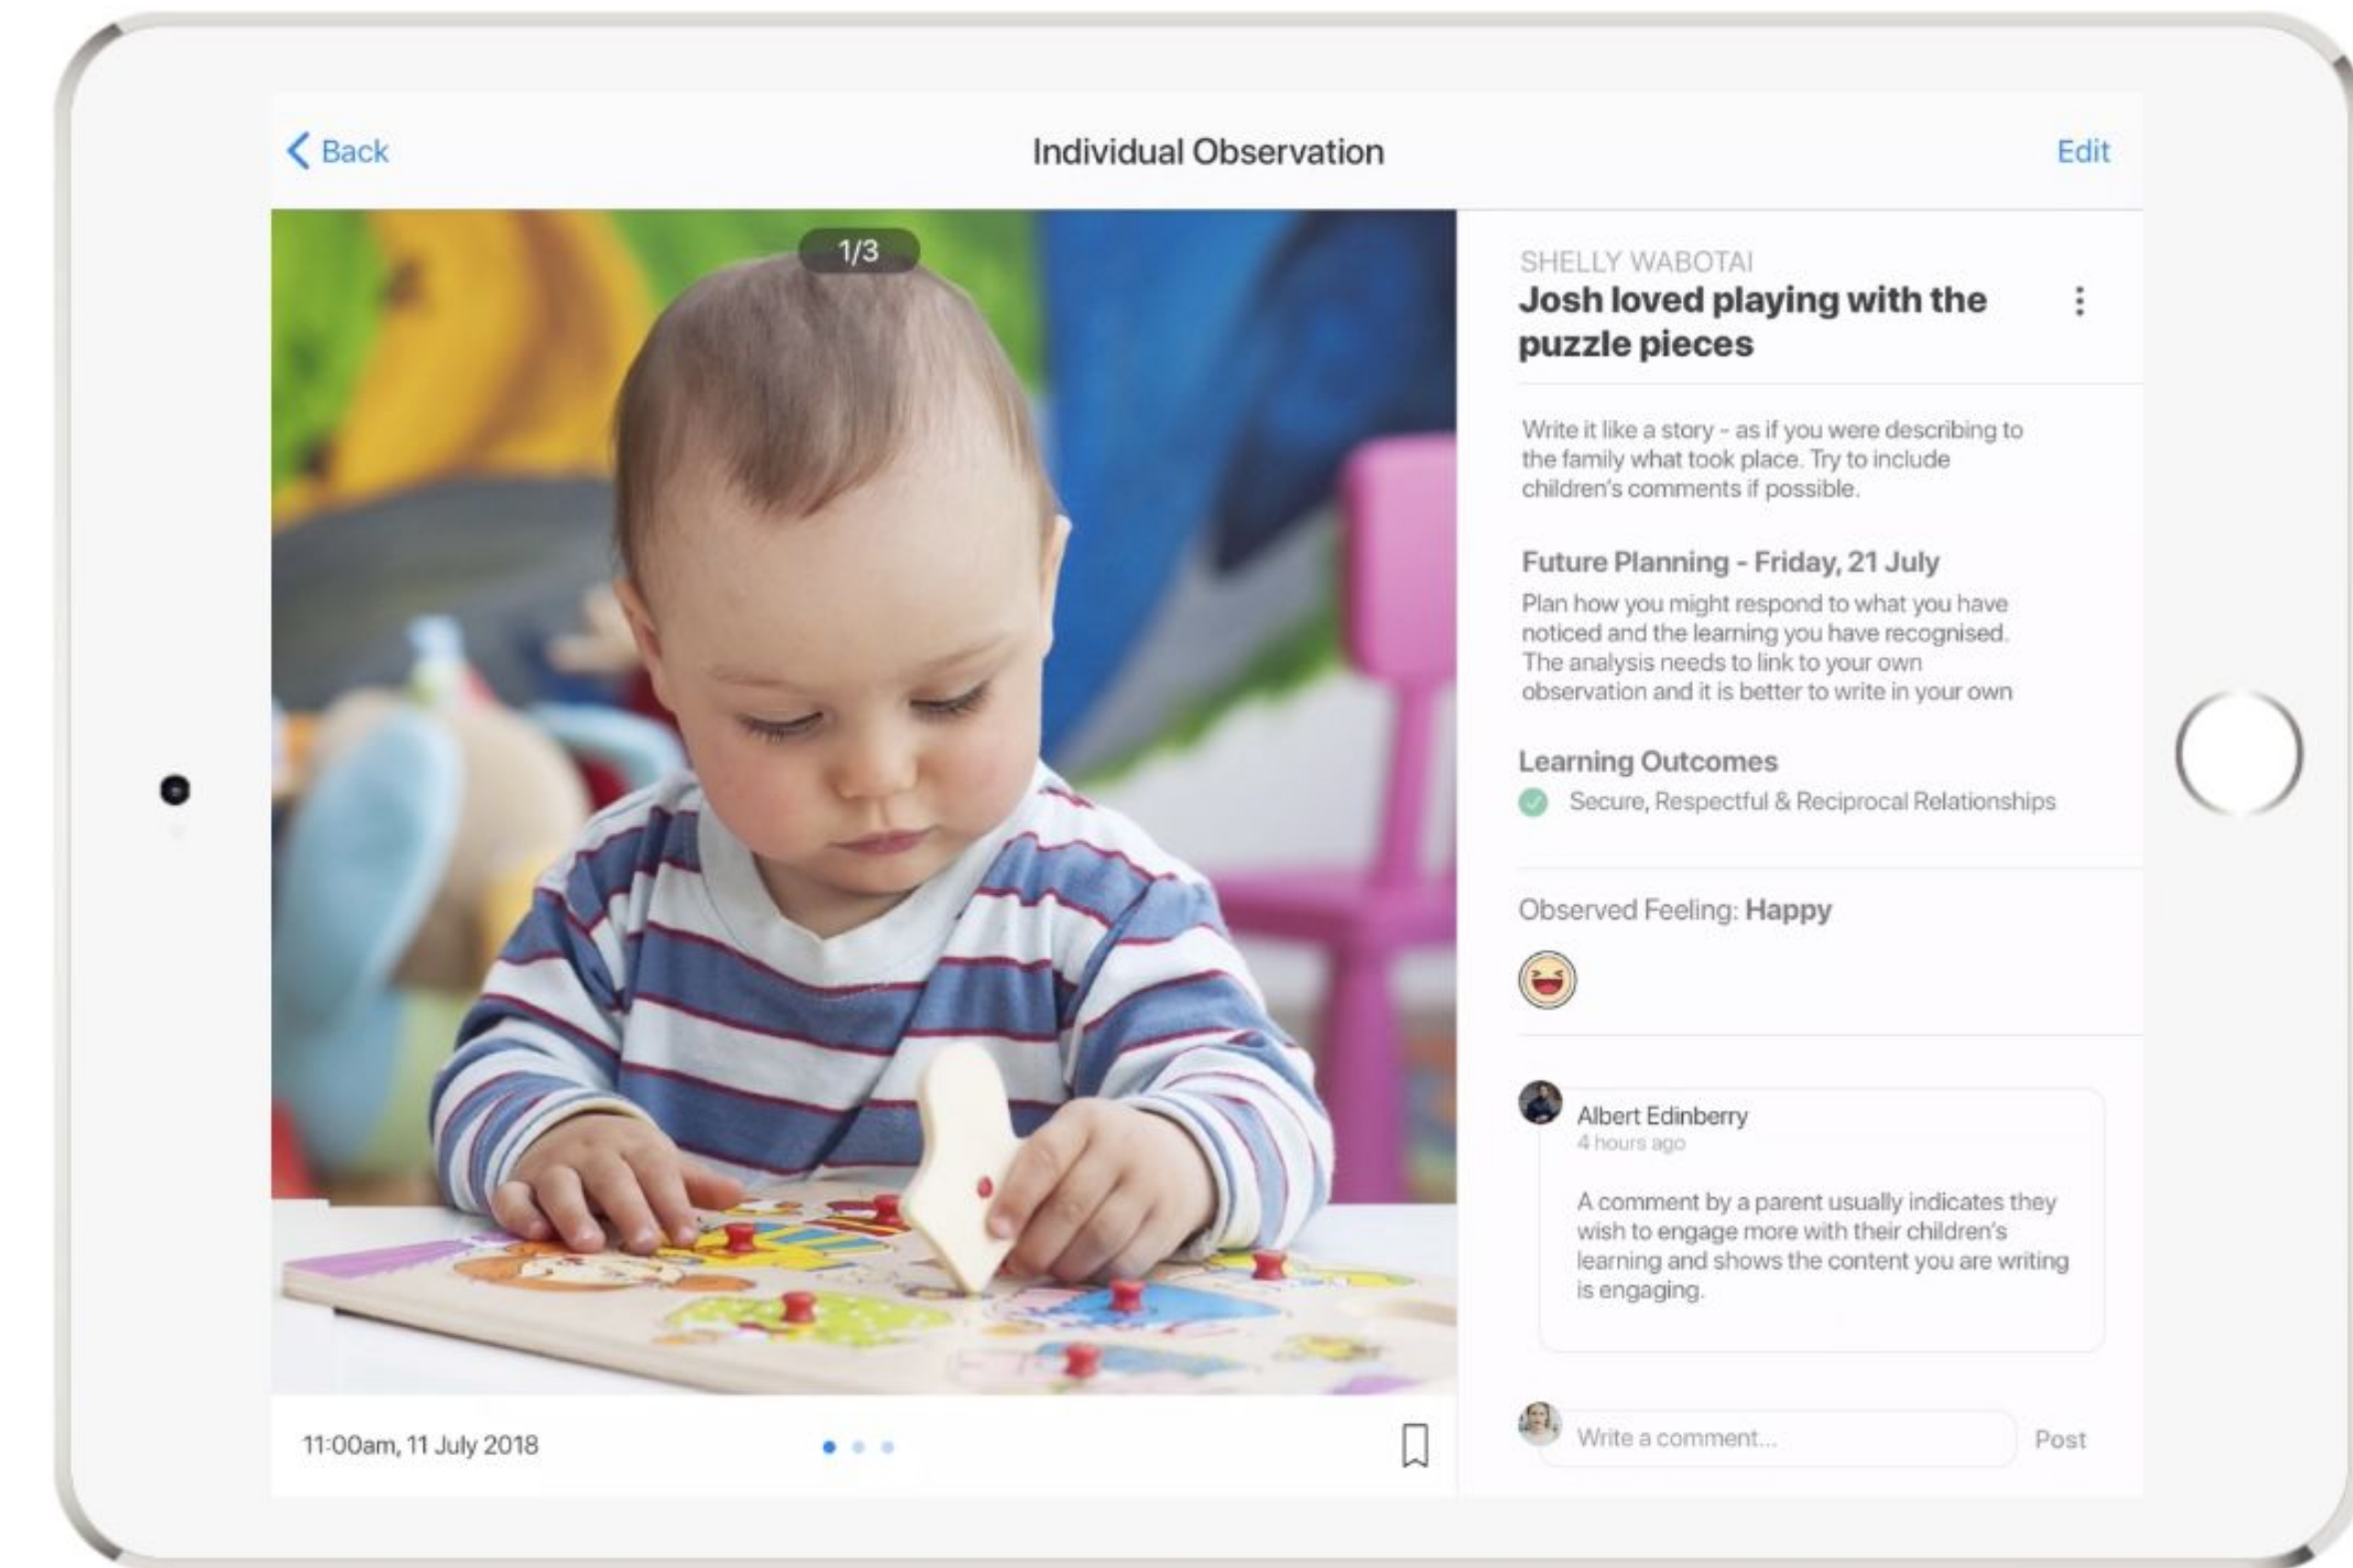 Back
Individual Observation
Edit
1/3
SHELLY WABOTAI
Josh loved playing with the
puzzle pieces
Write it like a story - as if you were describing to
the family what took place. Try to include
children's comments if possible.
Future Planning - Friday, 21 July
Plan how you might respond to what you have
noticed and the learning you have recognised.
The analysis needs to link to your own
observation and it is better to write in your own
Learning Outcomes
Secure, Respectful & Reciprocal Relationships
Observed Feeling: Happy
Albert Edinberry
4 hours ago
A comment by a parent usually indicates they
wish to engage more with their children's
learning and shows the content you are writing
is engaging.
Write a comment...
Post
11:00am, 11 July 2018